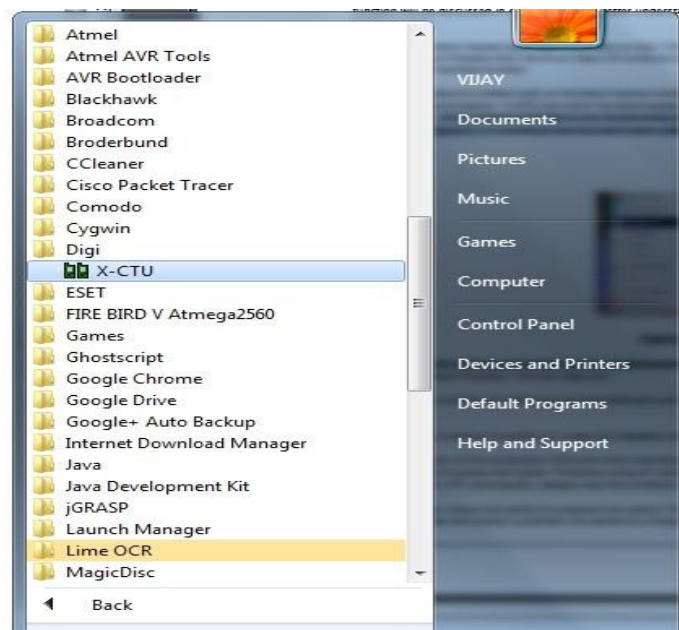 Atmel
Atmel AVR Tools
AVR Bootloader
Blackhawk
Broadcom
Broderbund
CCleaner
Cisco Packet Tracer
Comodo
Cygwin
Digi
X-CTU
ESET
FIRE BIRD V Atmega2560
Games
Ghostscript
Google Chrome
Google Drive
Google+ Auto Backup
Internet Download Manager
Java
Java Development Kit
jGRASP
Launch Manager
Lime OCR
MagicDisc
Back
VIJAY
Documents
Pictures
Music
Games
Computer
Control Panel
Devices and Printers
Default Programs
Help and Support